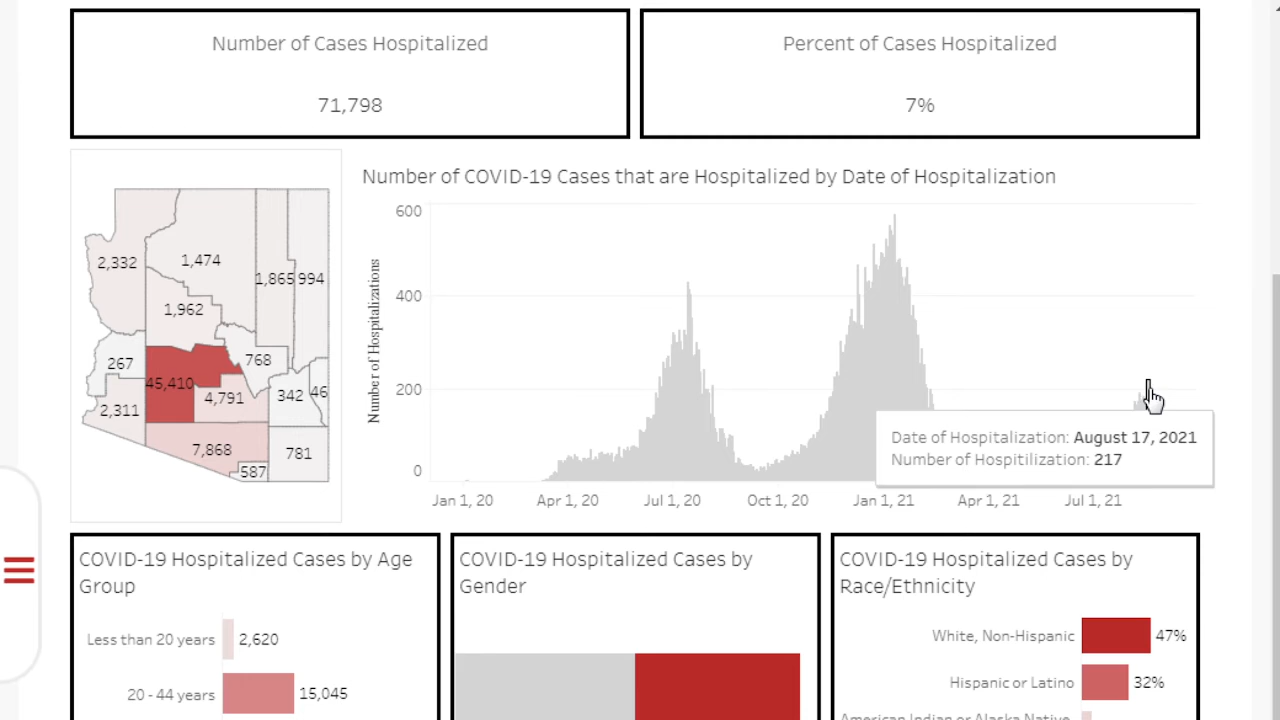 Number of Cases Hospitalized
71,798
Percent of Cases Hospitalized
7%
2,332
1,474
1,865
994
1,962
267
45,410
768
2,311
4,791
342
46
7,868
781
587
Number of COVID-19 Cases that are Hospitalized by Date of Hospitalization
Number of Hospitalizations
600
400
200
0
Jan 1, 20
Apr 1, 20
Jul 1, 20
Oct 1, 20
Jan 1, 21
Apr 1, 21
Jul 1, 21
Date of Hospitalization: August 17, 2021
Number of Hospitilization: 217
COVID-19 Hospitalized Cases by Age
Group
Less than 20 years 2,620
20 - 44 years 15,045
COVID-19 Hospitalized Cases by
Gender
COVID-19 Hospitalized Cases by
Race/Ethnicity
White, Non-Hispanic 47%
Hispanic or Latino 32%
American Indian or Alaska Native,